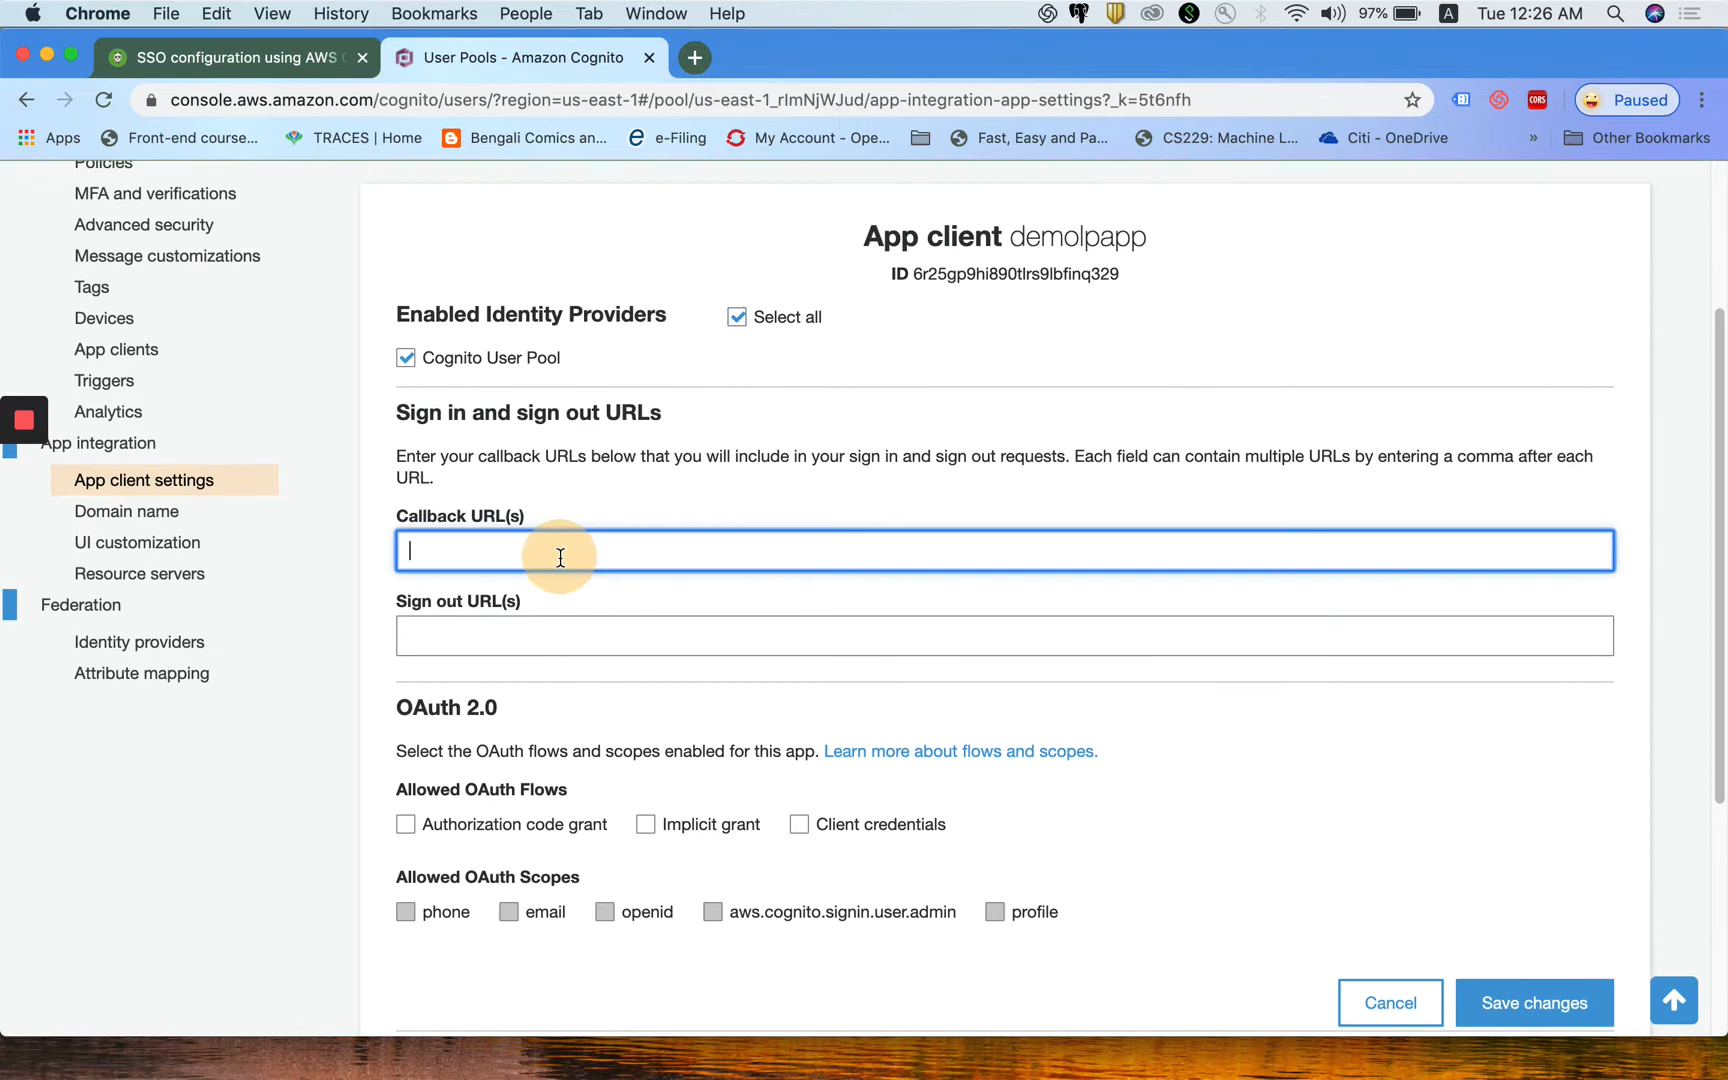 Chrome File Edit View History Bookmarks People Tab Window Help 97% A Tue 12:26 AM
SSO configuration using AWS
User Pools - Amazon Cognito
console.aws.amazon.com/cognito/users/?region=us-east-1#/pool/us-east-1_rlmNjWJud/app-integration-app-settings?_k=5t6nfh
CORS
Paused
Apps Front-end course... TRACES | Home Bengali Comics an... e-Filing My Account - Ope... Fast, Easy and Pa... CS229: Machine L... Citi - OneDrive » Other Bookmarks
Policies
MFA and verifications
Advanced security
Message customizations
Tags
Devices
App clients
Triggers
Analytics
App integration
App client settings
Domain name
UI customization
Resource servers
Federation
Identity providers
Attribute mapping
App client demolpapp
ID 6r25gp9hi890tlrs9lbfinq329
Enabled Identity Providers Select all
Cognito User Pool
Sign in and sign out URLs
Enter your callback URLs below that you will include in your sign in and sign out requests. Each field can contain multiple URLs by entering a comma after each
URL.
Callback URL(s)
Sign out URL(s)
OAuth 2.0
Select the OAuth flows and scopes enabled for this app. Learn more about flows and scopes.
Allowed OAuth Flows
Authorization code grant Implicit grant Client credentials
Allowed OAuth Scopes
phone email openid aws.cognito.signin.user.admin profile
Cancel Save changes